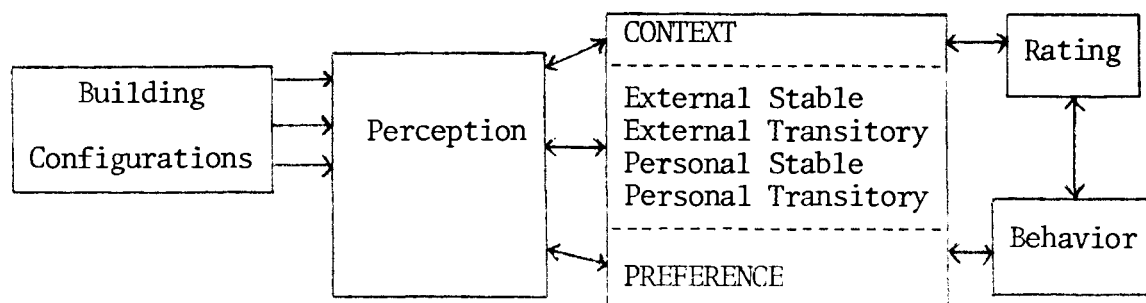 Building
Configurations
Perception
CONTEXT
External Stable
External Transitory
Personal Stable
Personal Transitory
PREFERENCE
Rating
Behavior